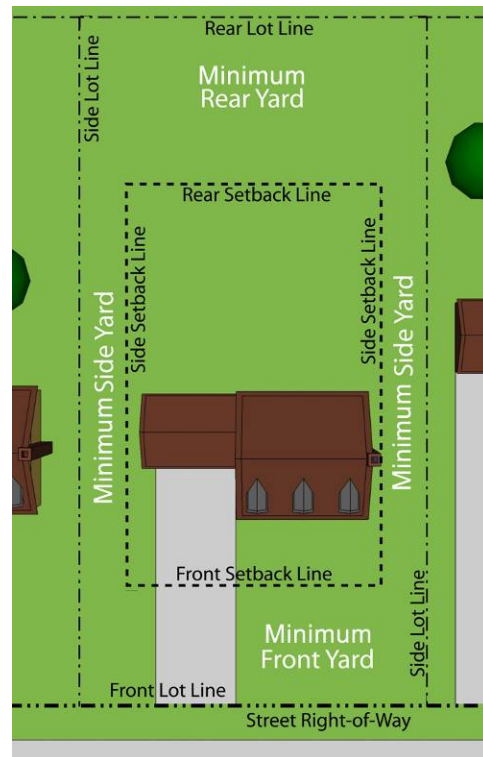 Rear Lot Line
Side Lot Line
Minimum
Rear Yard
Rear Setback Line
Side Setback Line
Side Setback Line
Minimum Side Yard
Minimum Side Yard
Front Setback Line
Minimum
Front Yard
Side Lot Line
Front Lot Line
Street Right-of-Way